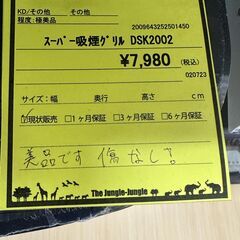 KD/その他　その他
程度:極美品　2009643252501450
スーパー吸煙グリル DSK2002
¥7,980 (税込)
020723
サイズ:幅　奥行　高さ　cm
☑現状販売 □1ヶ月保証 □3ヶ月保証 □6ヶ月保証
美品です 傷なし!
The Jungle-Jungle